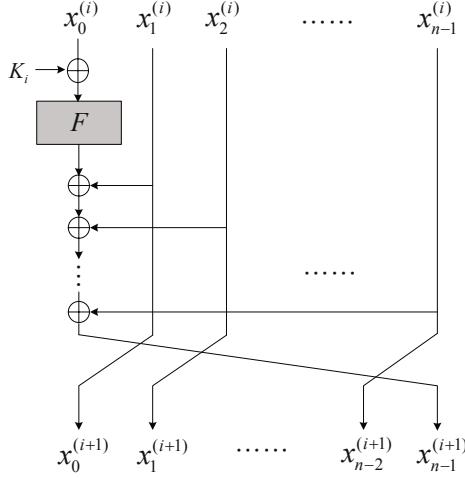 x_0^{(i)} x_1^{(i)} x_2^{(i)} ...... x_{n-1}^{(i)}
K_i
F
⋮ ......
x_0^{(i+1)} x_1^{(i+1)} ...... x_{n-2}^{(i+1)} x_{n-1}^{(i+1)}